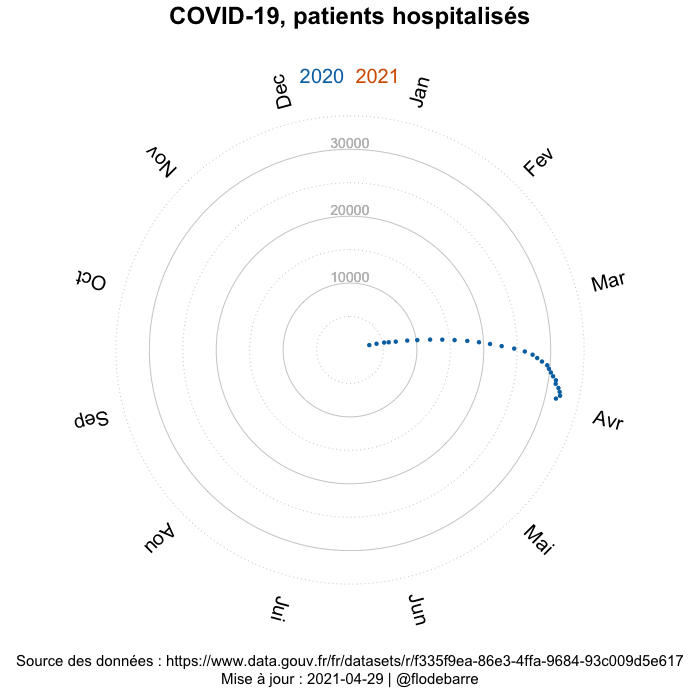 COVID-19, patients hospitalisés
2020 2021
Jan
Fev
Mar
Avr
Mai
Jun
Jui
Aou
Sep
Oct
Nov
Dec
30000
20000
10000
Source des données : https://www.data.gouv.fr/fr/datasets/r/f335f9ea-86e3-4ffa-9684-93c009d5e617
Mise à jour : 2021-04-29 | @flodebarre